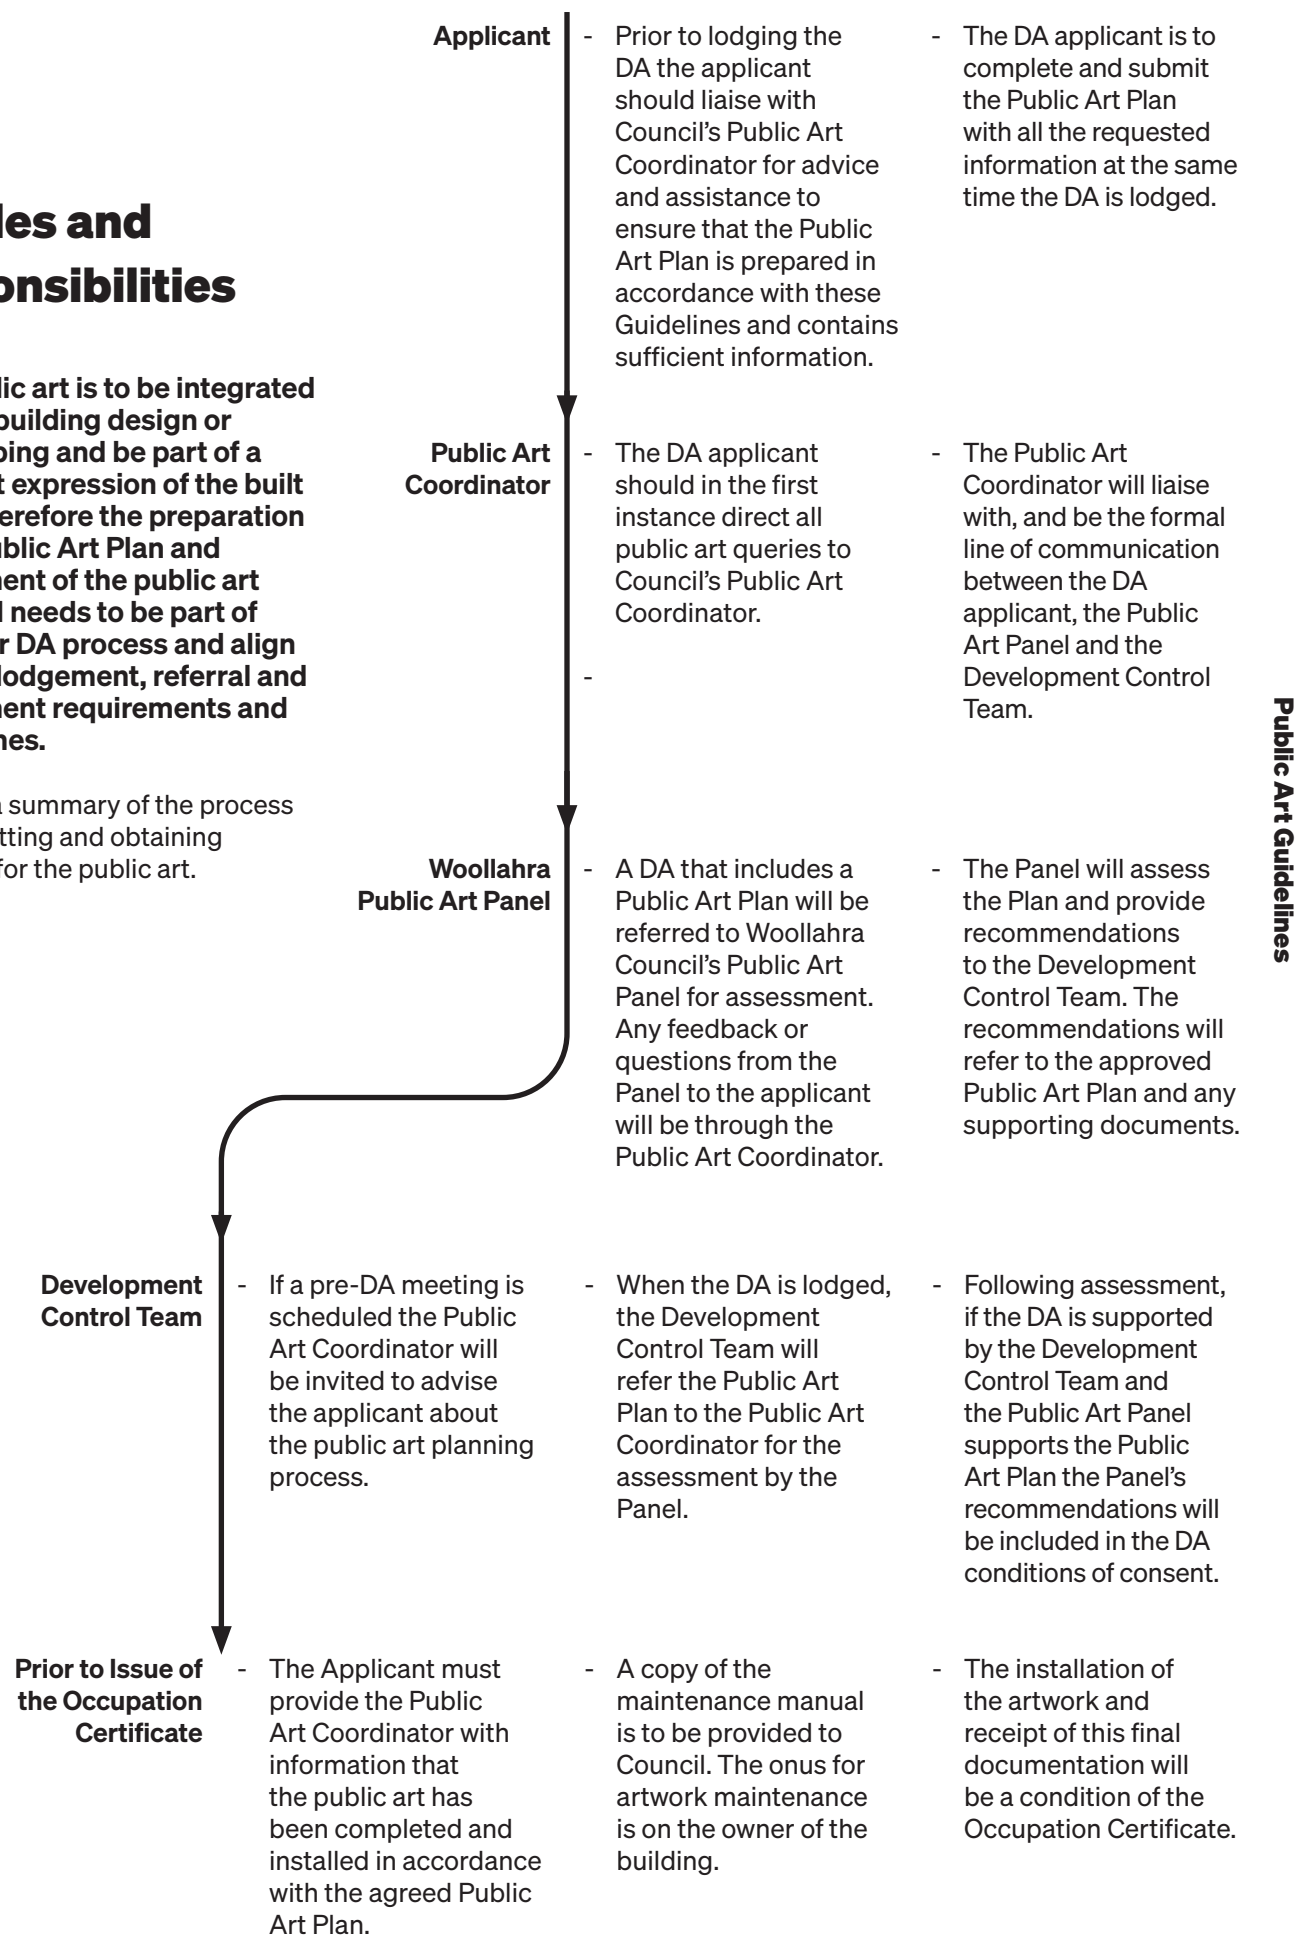 les and
onsibilities
lic art is to be integrated
building design or
ping and be part of a
t expression of the built
erefore the preparation
ublic Art Plan and
ment of the public art
l needs to be part of
r DA process and align
lodgement, referral and
ment requirements and
nes.
a summary of the process
tting and obtaining
for the public art.
Applicant
- Prior to lodging the
DA the applicant
should liaise with
Council’s Public Art
Coordinator for advice
and assistance to
ensure that the Public
Art Plan is prepared in
accordance with these
Guidelines and contains
sufficient information.
- The DA applicant is to
complete and submit
the Public Art Plan
with all the requested
information at the same
time the DA is lodged.
Public Art
Coordinator
- The DA applicant
should in the first
instance direct all
public art queries to
Council’s Public Art
Coordinator.
-
- The Public Art
Coordinator will liaise
with, and be the formal
line of communication
between the DA
applicant, the Public
Art Panel and the
Development Control
Team.
Woollahra
Public Art Panel
- A DA that includes a
Public Art Plan will be
referred to Woollahra
Council’s Public Art
Panel for assessment.
Any feedback or
questions from the
Panel to the applicant
will be through the
Public Art Coordinator.
- The Panel will assess
the Plan and provide
recommendations
to the Development
Control Team. The
recommendations will
refer to the approved
Public Art Plan and any
supporting documents.
Development
Control Team
- If a pre-DA meeting is
scheduled the Public
Art Coordinator will
be invited to advise
the applicant about
the public art planning
process.
- When the DA is lodged,
the Development
Control Team will
refer the Public Art
Plan to the Public Art
Coordinator for the
assessment by the
Panel.
- Following assessment,
if the DA is supported
by the Development
Control Team and
the Public Art Panel
supports the Public
Art Plan the Panel’s
recommendations will
be included in the DA
conditions of consent.
Prior to Issue of
the Occupation
Certificate
- The Applicant must
provide the Public
Art Coordinator with
information that
the public art has
been completed and
installed in accordance
with the agreed Public
Art Plan.
- A copy of the
maintenance manual
is to be provided to
Council. The onus for
artwork maintenance
is on the owner of the
building.
- The installation of
the artwork and
receipt of this final
documentation will
be a condition of the
Occupation Certificate.
Public Art Guidelines